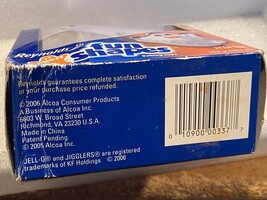 Reynolds
Reynolds guarantees complete satisfaction
or your purchase price refunded.
© 2006 Alcoa Consumer Products
A Business of Alcoa Inc.
6603 W. Broad Street
Richmond, VA 23230 U.S.A.
Made in China
Patent Pending
© 2005 Alcoa Inc.
JELL-O® and JIGGLERS® are registered
trademarks of KF Holdings © 2006
0 10900 00337 7